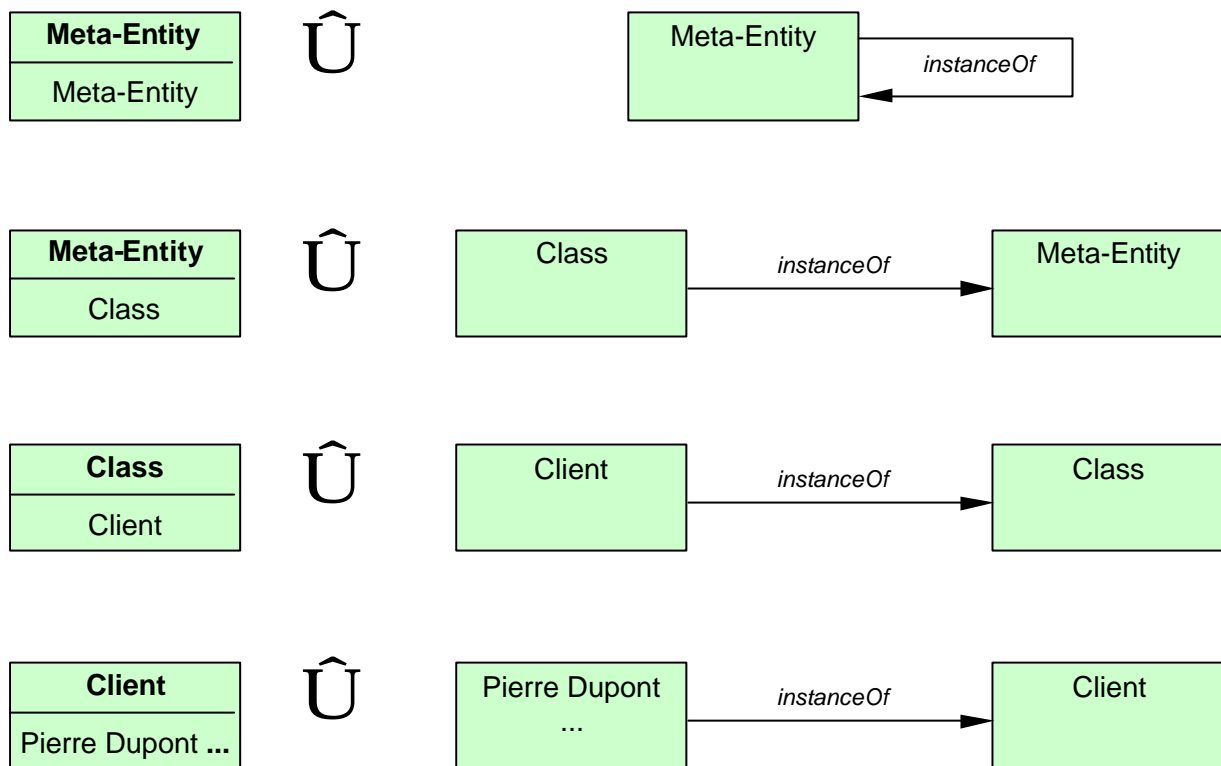 Meta-Entity
Meta-Entity
Û
Meta-Entity
instanceOf
Meta-Entity
Class
Û
Class
instanceOf
Meta-Entity
Class
Client
Û
Client
instanceOf
Class
Client
Pierre Dupont ...
Û
Pierre Dupont
...
instanceOf
Client